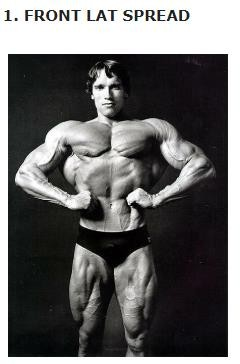 1. FRONT LAT SPREAD